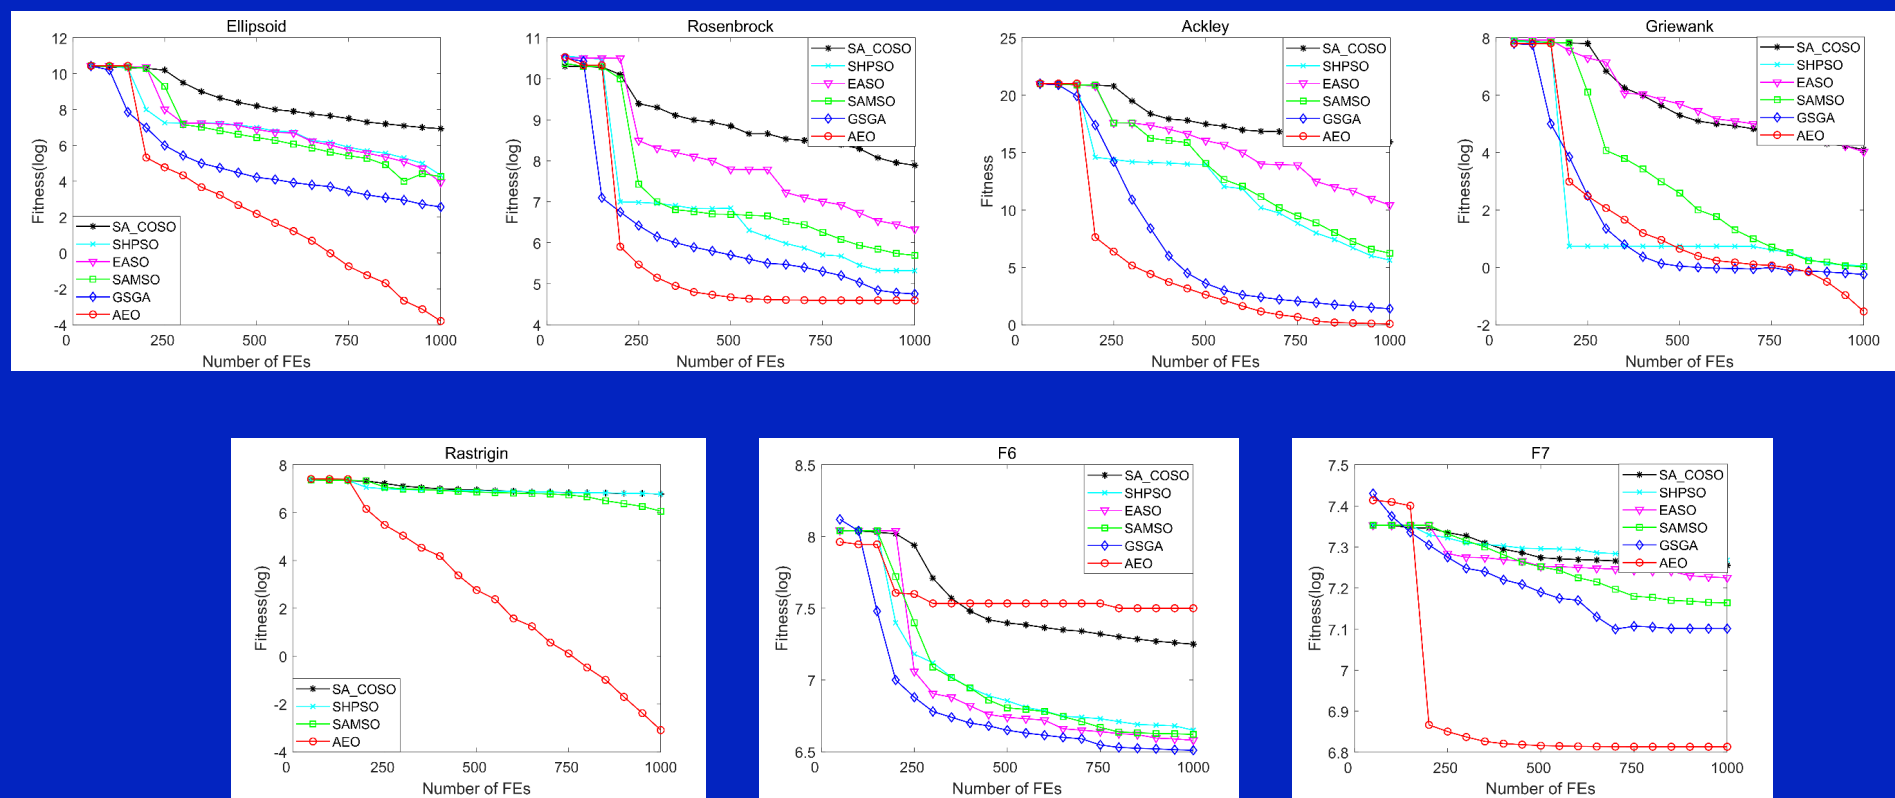 Ellipsoid
12
10
8
6
4
2
0
-2
-4
Fitness(log)
SA_COSO
SHPSO
EASO
SAMSO
GSGA
AEO
0 250 500 750 1000
Number of FEs
Rosenbrock
11
10
9
8
7
6
5
4
Fitness(log)
SA_COSO
SHPSO
EASO
SAMSO
GSGA
AEO
0 250 500 750 1000
Number of FEs
Ackley
25
20
15
10
5
0
Fitness
SA_COSO
SHPSO
EASO
SAMSO
GSGA
AEO
0 250 500 750 1000
Number of FEs
Griewank
8
6
4
2
0
-2
Fitness(log)
SA_COSO
SHPSO
EASO
SAMSO
GSGA
AEO
0 250 500 750 1000
Number of FEs
Rastrigin
8
6
4
2
0
-2
-4
Fitness(log)
SA_COSO
SHPSO
SAMSO
AEO
0 250 500 750 1000
Number of FEs
F6
8.5
8
7.5
7
6.5
Fitness(log)
SA_COSO
SHPSO
EASO
SAMSO
GSGA
AEO
0 250 500 750 1000
Number of FEs
F7
7.5
7.4
7.3
7.2
7.1
7
6.9
6.8
Fitness(log)
SA_COSO
SHPSO
EASO
SAMSO
GSGA
AEO
0 250 500 750 1000
Number of FEs